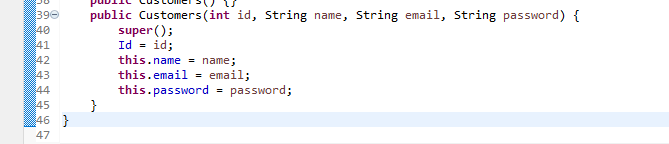 38 public Customers() {}
39 public Customers(int id, String name, String email, String password) {
40 super();
41 Id = id;
42 this.name = name;
43 this.email = email;
44 this.password = password;
45 }
46 }
47